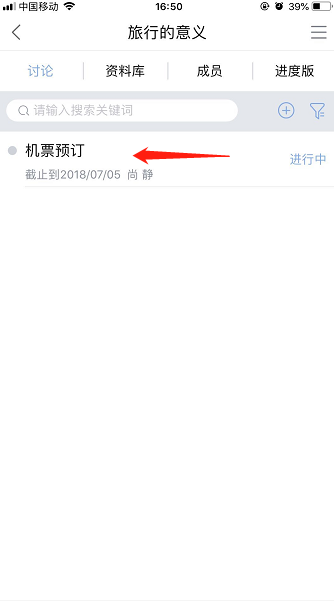 中国移动 16:50 39%
旅行的意义
讨论 资料库 成员 进度版
请输入搜索关键词
机票预订
进行中
截止到2018/07/05 尚 静